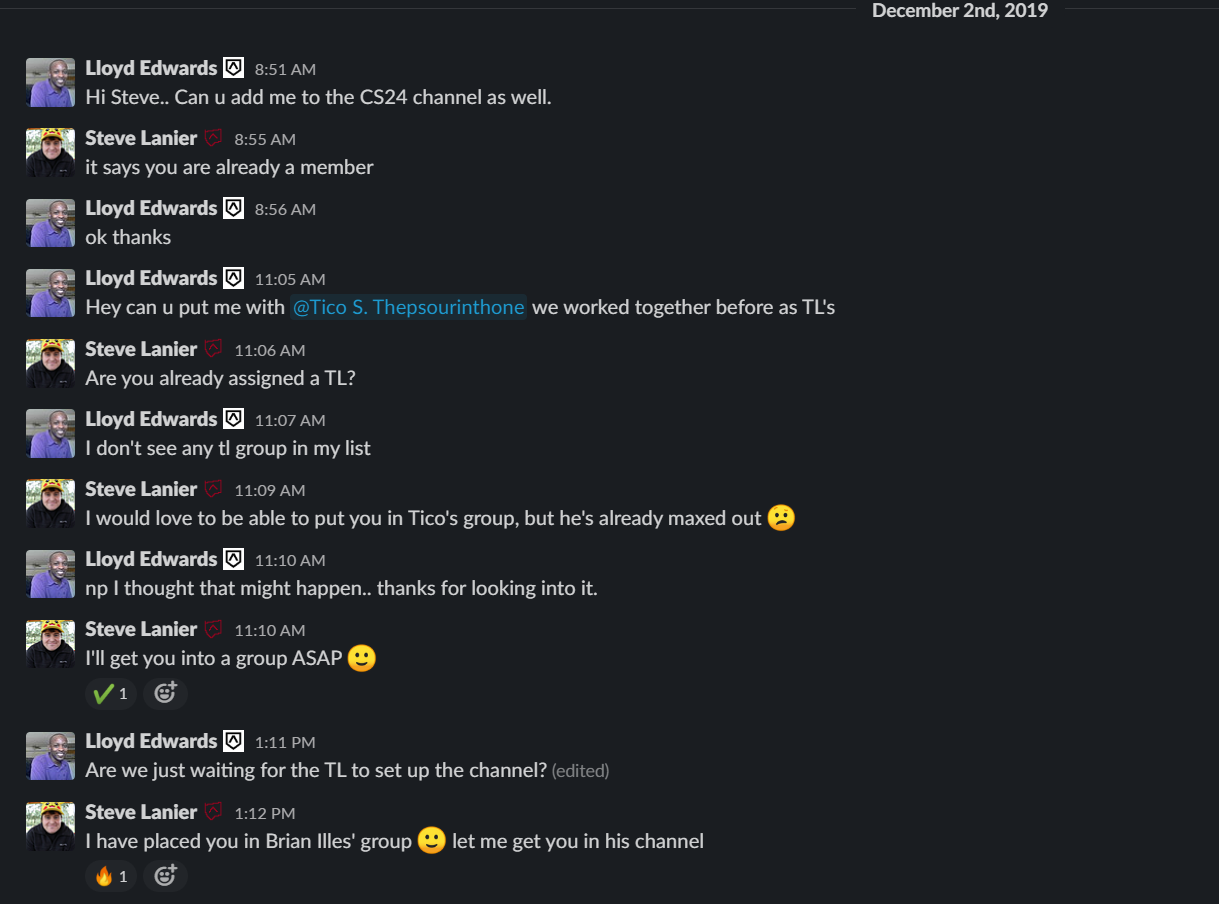 December 2nd, 2019
Lloyd Edwards 8:51 AM
Hi Steve.. Can u add me to the CS24 channel as well.
Steve Lanier 8:55 AM
it says you are already a member
Lloyd Edwards 8:56 AM
ok thanks
Lloyd Edwards 11:05 AM
Hey can u put me with @Tico S. Thepsourinthone we worked together before as TL's
Steve Lanier 11:06 AM
Are you already assigned a TL?
Lloyd Edwards 11:07 AM
I don't see any tl group in my list
Steve Lanier 11:09 AM
I would love to be able to put you in Tico's group, but he's already maxed out 😕
Lloyd Edwards 11:10 AM
np I thought that might happen.. thanks for looking into it.
Steve Lanier 11:10 AM
I'll get you into a group ASAP 🙂
✔️ 1
Lloyd Edwards 1:11 PM
Are we just waiting for the TL to set up the channel? (edited)
Steve Lanier 1:12 PM
I have placed you in Brian Illes' group 🙂 let me get you in his channel
🔥 1